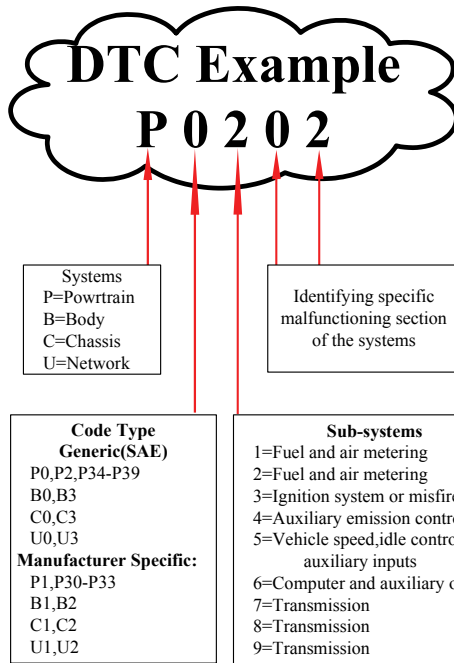 DTC Example
P 0 2 0 2
Systems
P=Powrtrain
B=Body
C=Chassis
U=Network
Identifying specific
malfunctioning section
of the systems
Code Type
Generic(SAE)
P0,P2,P34-P39
B0,B3
C0,C3
U0,U3
Manufacturer Specific:
P1,P30-P33
B1,B2
C1,C2
U1,U2
Sub-systems
1=Fuel and air metering
2=Fuel and air metering
3=Ignition system or misfire
4=Auxiliary emission contro
5=Vehicle speed,idle contro
auxiliary inputs
6=Computer and auxiliary o
7=Transmission
8=Transmission
9=Transmission